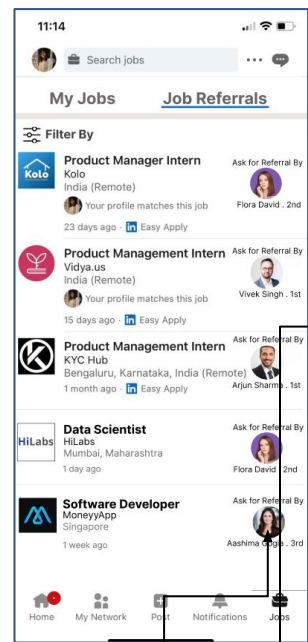 11:14
Search jobs
My Jobs
Job Referrals
Filter By
Kolo
Product Manager Intern
Kolo
India (Remote)
Your profile matches this job
23 days ago · in Easy Apply
Ask for Referral By
Flora David . 2nd
Product Management Intern
Vidya.us
India (Remote)
Your profile matches this job
15 days ago · in Easy Apply
Ask for Referral By
Vivek Singh . 1st
Product Management Intern
KYC Hub
Bengaluru, Karnataka, India (Remote)
1 month ago · in Easy Apply
Ask for Referral By
Arjun Sharma . 1st
HiLabs
Data Scientist
HiLabs
Mumbai, Maharashtra
1 day ago
Ask for Referral By
Flora David . 2nd
Software Developer
MoneyyApp
Singapore
1 week ago
Ask for Referral By
Aashima Gogia . 3rd
Home
My Network
Post
Notifications
Jobs